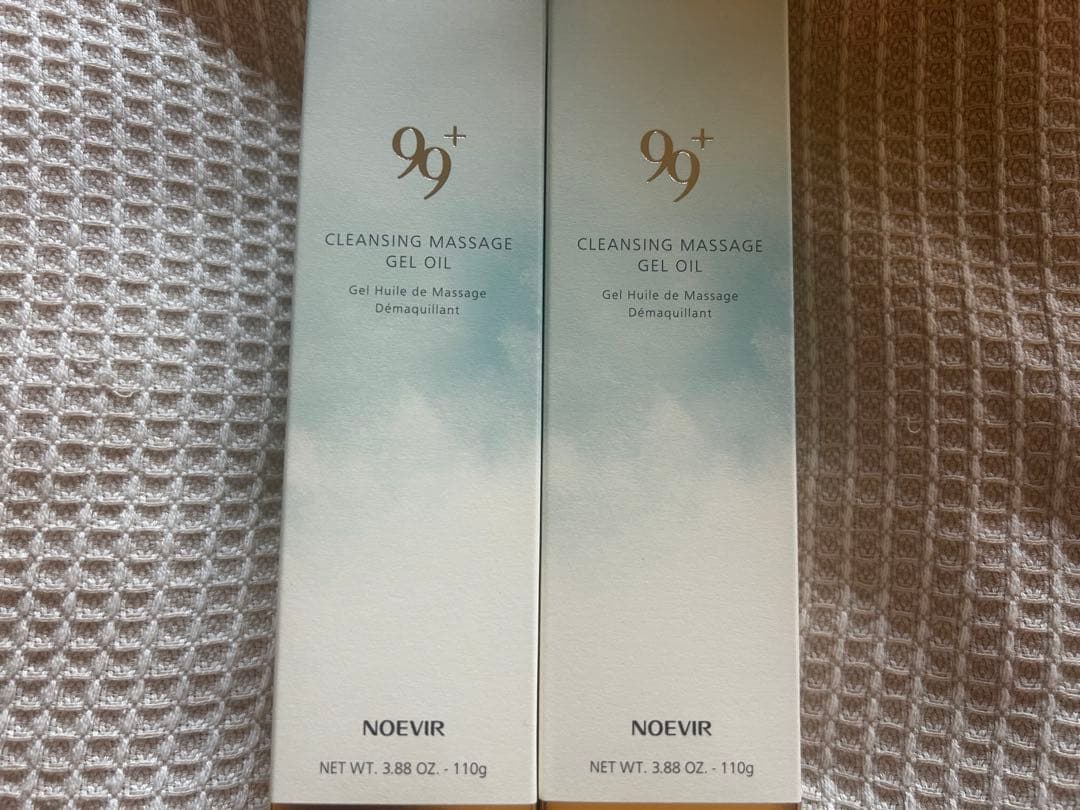 99+
CLEANSING MASSAGE
GEL OIL
Gel Huile de Massage
Démaquillant
NOEVIR
NET WT. 3.88 OZ. - 110g
99+
CLEANSING MASSAGE
GEL OIL
Gel Huile de Massage
Démaquillant
NOEVIR
NET WT. 3.88 OZ. - 110g